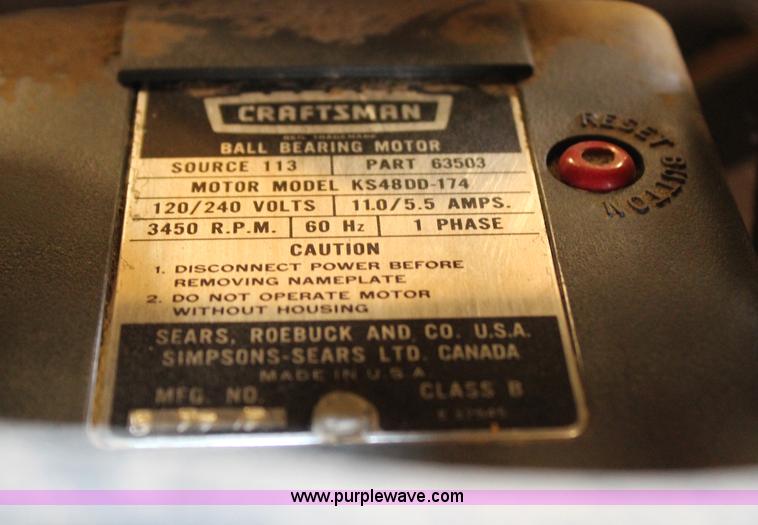 CRAFTSMAN
REG. TRADEMARK
BALL BEARING MOTOR
SOURCE 113 PART 63503
MOTOR MODEL KS48DD-174
120/240 VOLTS 11.0/5.5 AMPS.
3450 R.P.M. 60 Hz 1 PHASE
CAUTION
1. DISCONNECT POWER BEFORE
REMOVING NAMEPLATE
2. DO NOT OPERATE MOTOR
WITHOUT HOUSING
SEARS, ROEBUCK AND CO. U.S.A.
SIMPSONS-SEARS LTD. CANADA
MADE IN U.S.A
MFG. NO. CLASS B
RESET BUTTON
www.purplewave.com